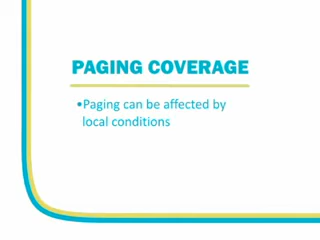 PAGING COVERAGE
•Paging can be affected by
local conditions